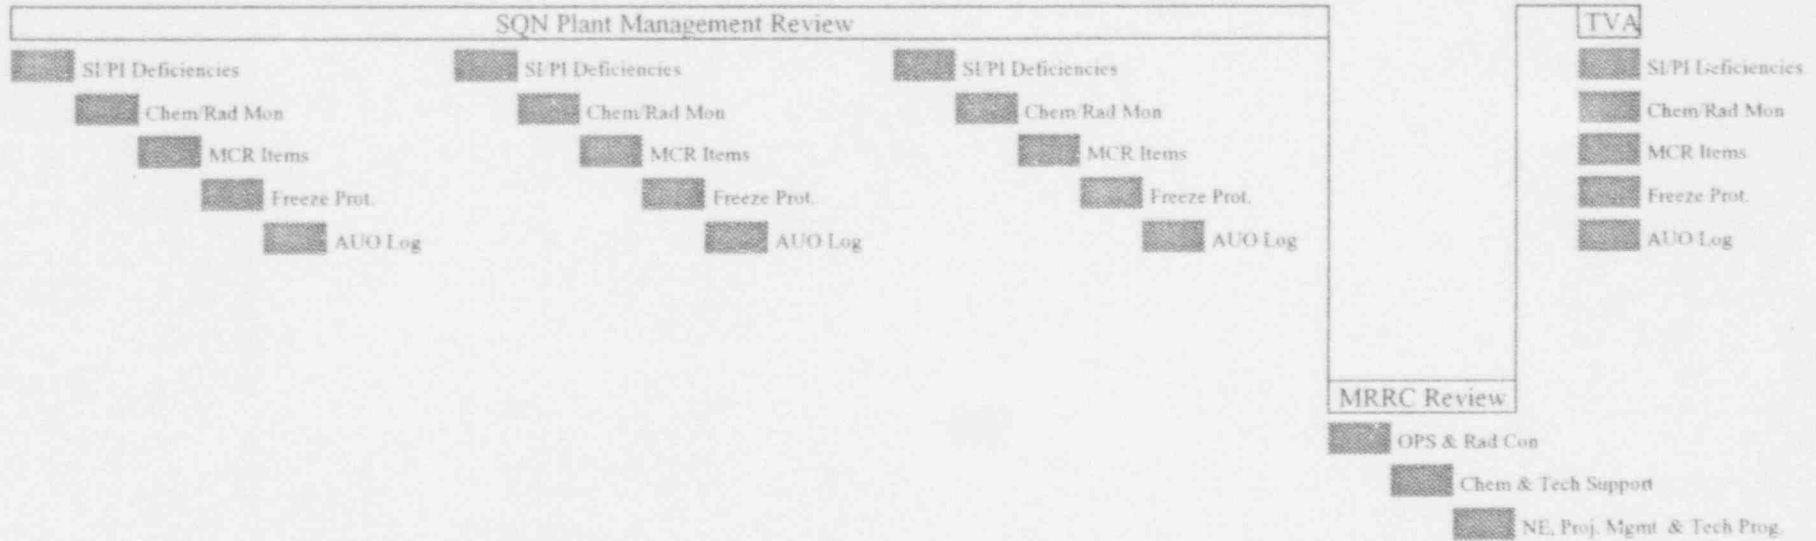 SQN Plant Management Review
TVA
SI/PI Deficiencies
SI/PI Deficiencies
SI/PI Deficiencies
SI/PI Deficiencies
Chem/Rad Mon
Chem/Rad Mon
Chem/Rad Mon
Chem/Rad Mon
MCR Items
MCR Items
MCR Items
MCR Items
Freeze Prot.
Freeze Prot.
Freeze Prot.
Freeze Prot.
AUO Log
AUO Log
AUO Log
AUO Log
MRRC Review
OPS & Rad Con
Chem & Tech Support
NE, Proj. Mgmt & Tech Prog.